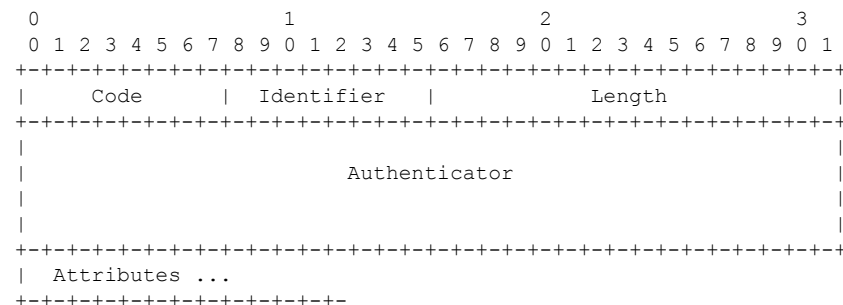 0                   1                   2                   3
0 1 2 3 4 5 6 7 8 9 0 1 2 3 4 5 6 7 8 9 0 1 2 3 4 5 6 7 8 9 0 1
+-+-+-+-+-+-+-+-+-+-+-+-+-+-+-+-+-+-+-+-+-+-+-+-+-+-+-+-+-+-+-+-+
|     Code      |  Identifier   |            Length             |
+-+-+-+-+-+-+-+-+-+-+-+-+-+-+-+-+-+-+-+-+-+-+-+-+-+-+-+-+-+-+-+-+
|                                                               |
|                         Authenticator                         |
|                                                               |
|                                                               |
+-+-+-+-+-+-+-+-+-+-+-+-+-+-+-+-+-+-+-+-+-+-+-+-+-+-+-+-+-+-+-+-+
|  Attributes ...
+-+-+-+-+-+-+-+-+-+-+-+-+-